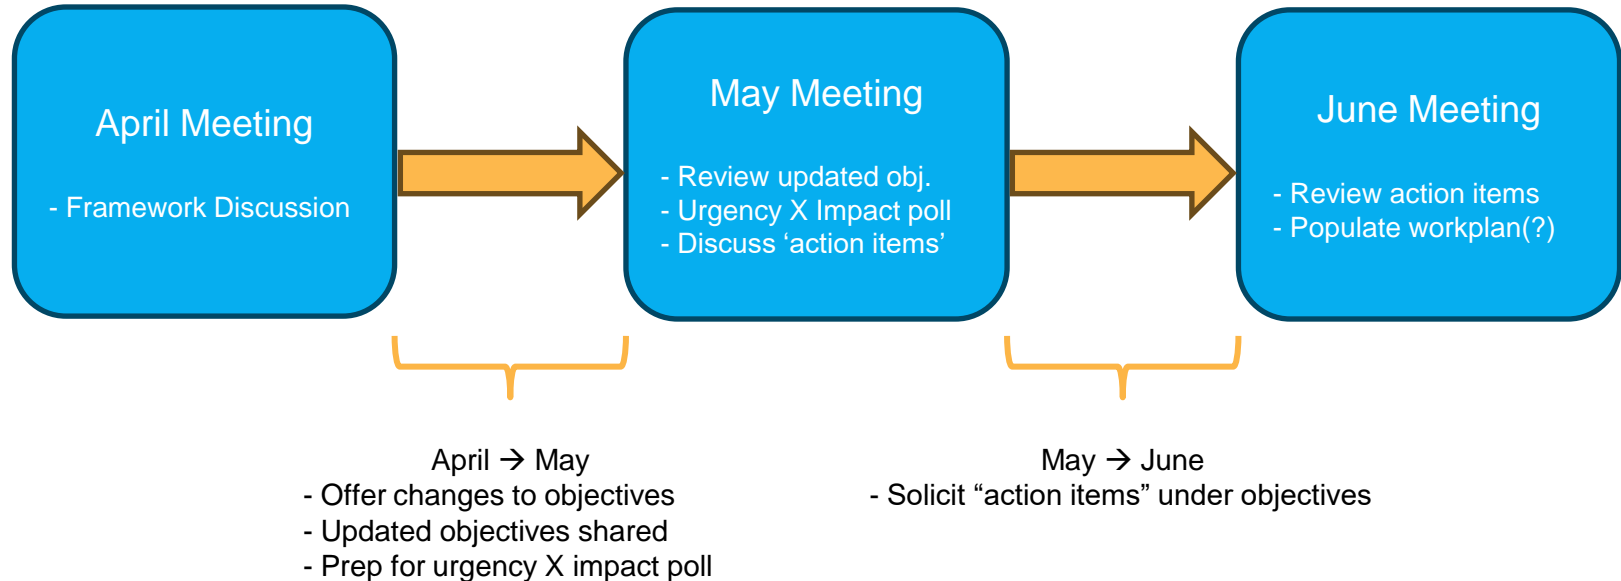 April Meeting
- Framework Discussion
May Meeting
- Review updated obj.
- Urgency X Impact poll
- Discuss ‘action items’
June Meeting
- Review action items
- Populate workplan(?)
April → May
- Offer changes to objectives
- Updated objectives shared
- Prep for urgency X impact poll
May → June
- Solicit “action items” under objectives